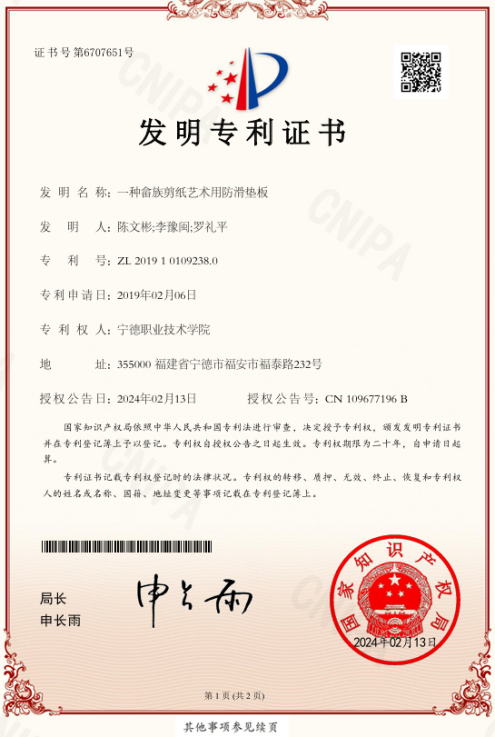 证书号第6707651号
发明专利证书
发明名称：一种畲族剪纸艺术用防滑垫板
发明人：陈文彬;李豫闽;罗礼平
专利号：ZL 2019 1 0109238.0
专利申请日：2019年02月06日
专利权人：宁德职业技术学院
地址：355000 福建省宁德市福安市福泰路232号
授权公告日：2024年02月13日 授权公告号：CN 109677196 B
国家知识产权局依照中华人民共和国专利法进行审查，决定授予专利权，颁发发明专利证书
并在专利登记簿上予以登记。专利权自授权公告之日起生效。专利权期限为二十年，自申请日起
算。
专利证书记载专利权登记时的法律状况。专利权的转移、质押、无效、终止、恢复和专利权
人的姓名或名称、国籍、地址变更等事项记载在专利登记簿上。
局长
申长雨
申长雨
国家知识产权局
2024年02月13日
第 1 页 (共 2 页)
其他事项参见续页
CNIPA
CNIPA
CNIPA
CNIPA